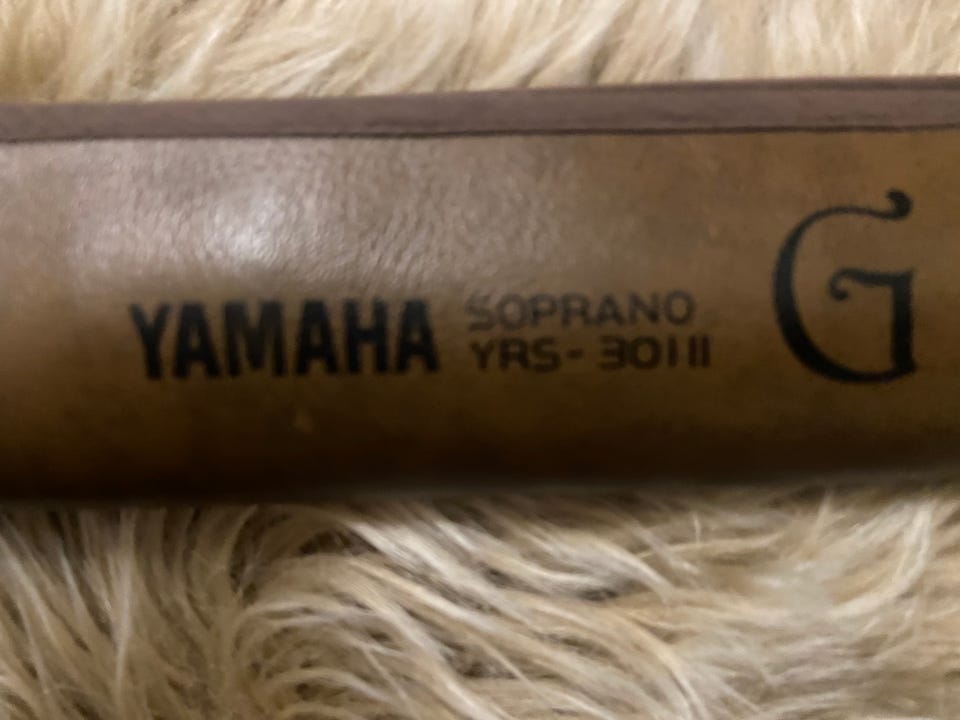 YAMAHA
SOPRANO
YRS-301II
G